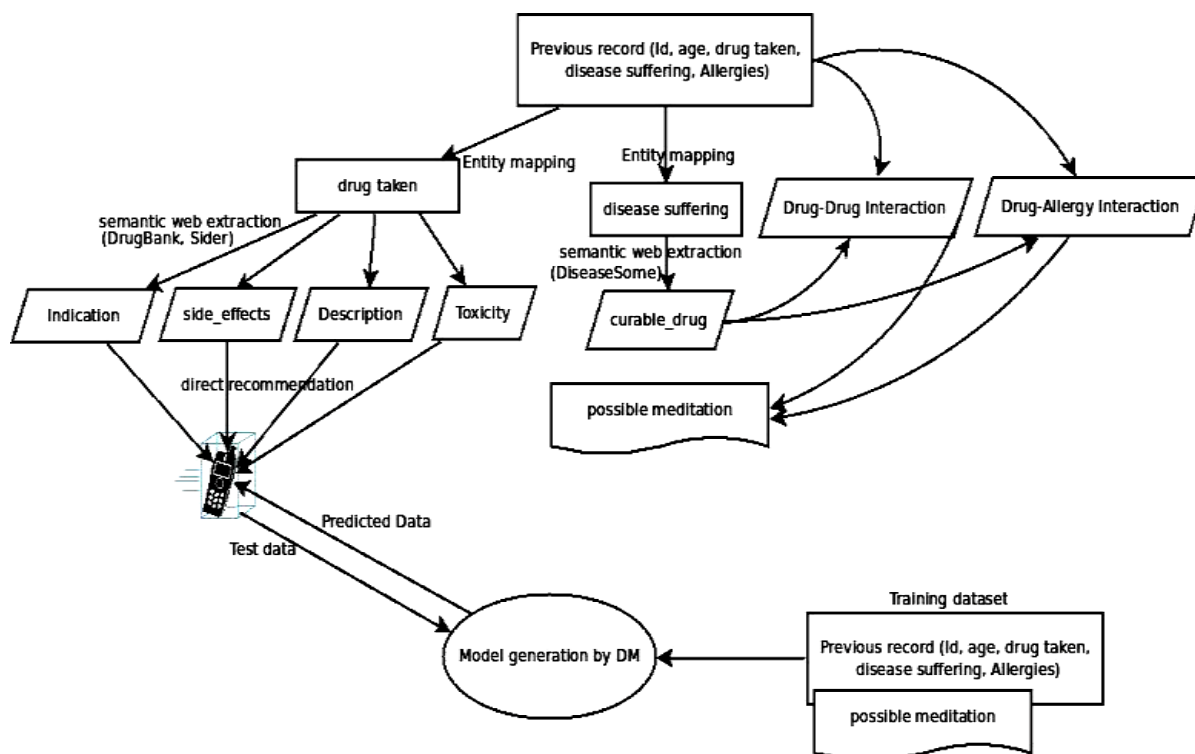 Previous record (Id, age, drug taken,
disease suffering, Allergies)
Entity mapping
Entity mapping
drug taken
disease suffering
Drug-Drug Interaction
Drug-Allergy Interaction
semantic web extraction
(DrugBank, Sider)
semantic web extraction
(DiseaseSome)
Indication
side_effects
Description
Toxicity
curable_drug
direct recommendation
possible meditation
Predicted Data
Test data
Training dataset
Model generation by DM
Previous record (Id, age, drug taken,
disease suffering, Allergies)
possible meditation